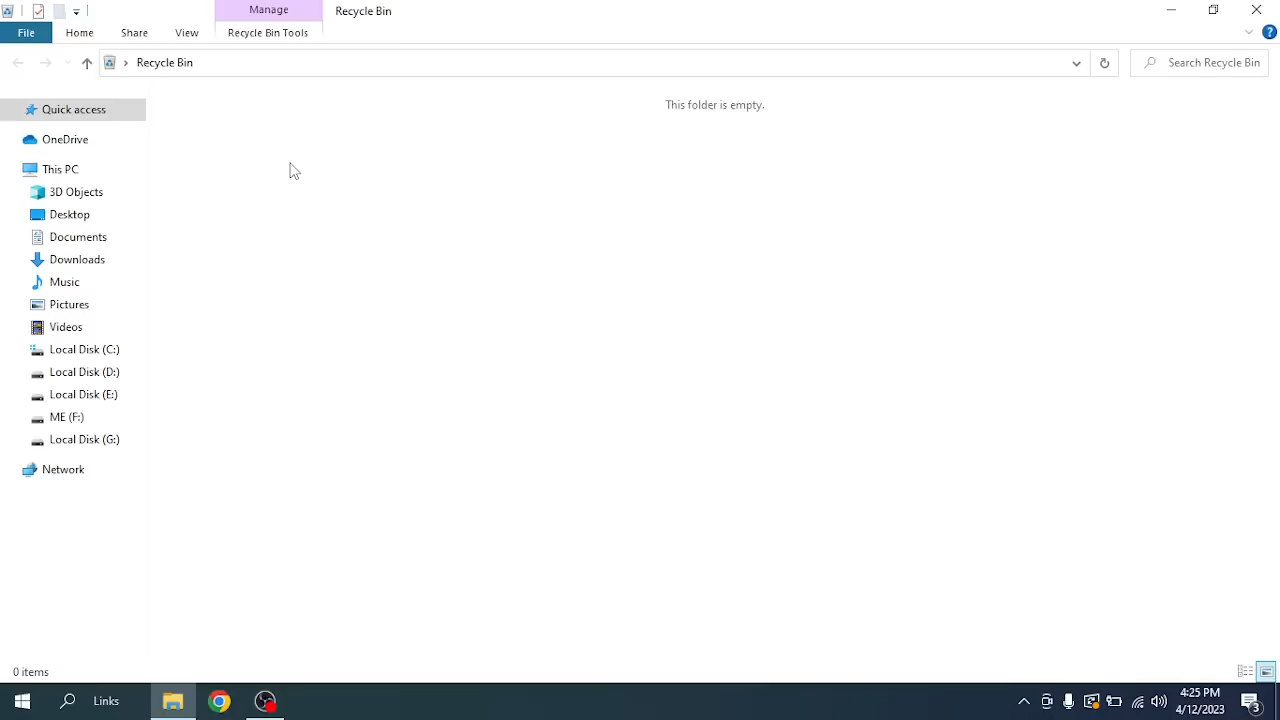 Manage
Recycle Bin
File
Home
Share
View
Recycle Bin Tools
Recycle Bin
Search Recycle Bin
Quick access
This folder is empty.
OneDrive
This PC
3D Objects
Desktop
Documents
Downloads
Music
Pictures
Videos
Local Disk (C:)
Local Disk (D:)
Local Disk (E:)
ME (F:)
Local Disk (G:)
Network
0 items
Links
4:25 PM
4/12/2023
3